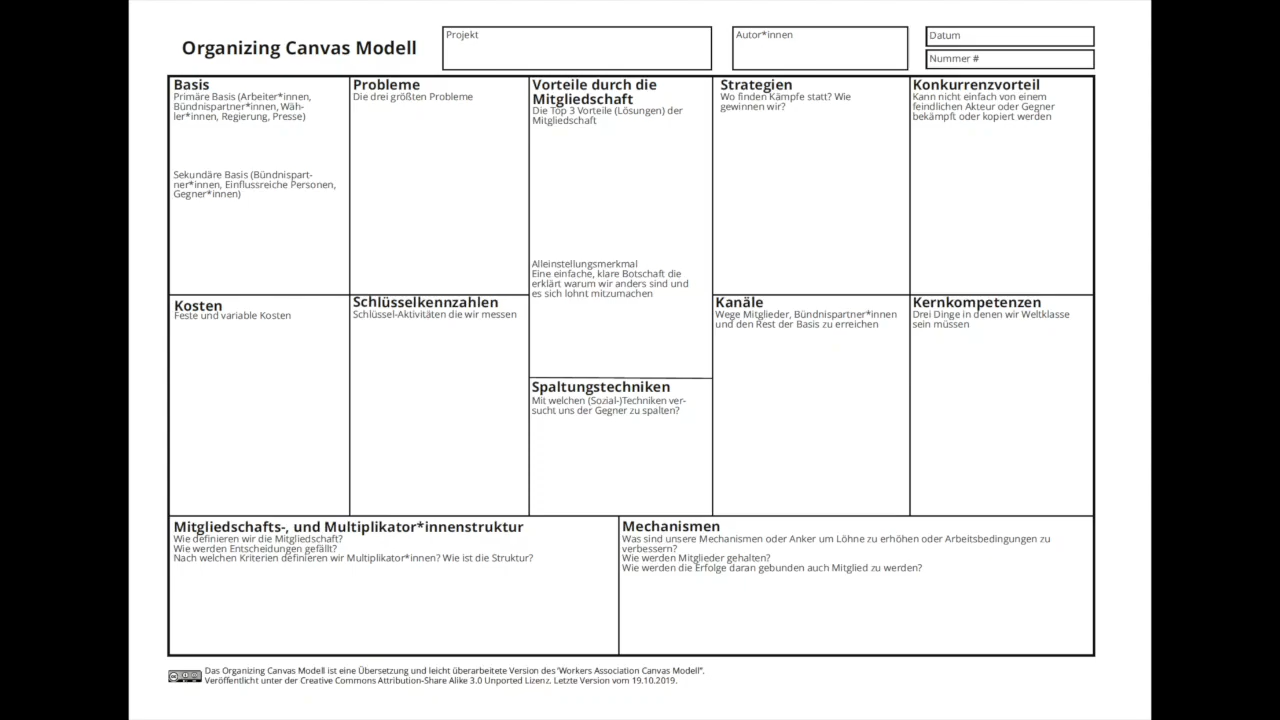 Organizing Canvas Modell
Projekt
Autor*innen
Datum
Nummer #
Basis
Primäre Basis (Arbeiter*innen,
Bündnispartner*innen, Wäh-
ler*innen, Regierung, Presse)
Sekundäre Basis (Bündnispart-
ner*innen, Einflussreiche Personen,
Gegner*innen)
Probleme
Die drei größten Probleme
Vorteile durch die
Mitgliedschaft
Die Top 3 Vorteile (Lösungen) der
Mitgliedschaft
Alleinstellungsmerkmal
Eine einfache, klare Botschaft die
erklärt warum wir anders sind und
es sich lohnt mitzumachen
Strategien
Wo finden Kämpfe statt? Wie
gewinnen wir?
Konkurrenzvorteil
Kann nicht einfach von einem
feindlichen Akteur oder Gegner
bekämpft oder kopiert werden
Kosten
Feste und variable Kosten
Schlüsselkennzahlen
Schlüssel-Aktivitäten die wir messen
Spaltungstechniken
Mit welchen (Sozial-)Techniken ver-
sucht uns der Gegner zu spalten?
Kanäle
Wege Mitglieder, Bündnispartner*innen
und den Rest der Basis zu erreichen
Kernkompetenzen
Drei Dinge in denen wir Weltklasse
sein müssen
Mitgliedschafts-, und Multiplikator*innenstruktur
Wie definieren wir die Mitgliedschaft?
Wie werden Entscheidungen gefällt?
Nach welchen Kriterien definieren wir Multiplikator*innen? Wie ist die Struktur?
Mechanismen
Was sind unsere Mechanismen oder Anker um Löhne zu erhöhen oder Arbeitsbedingungen zu
verbessern?
Wie werden Mitglieder gehalten?
Wie werden die Erfolge daran gebunden auch Mitglied zu werden?
Das Organizing Canvas Modell ist eine Übersetzung und leicht überarbeitete Version des "Workers Association Canvas Modell".
Veröffentlicht unter der Creative Commons Attribution-Share Alike 3.0 Unported Lizenz. Letzte Version vom 19.10.2019.